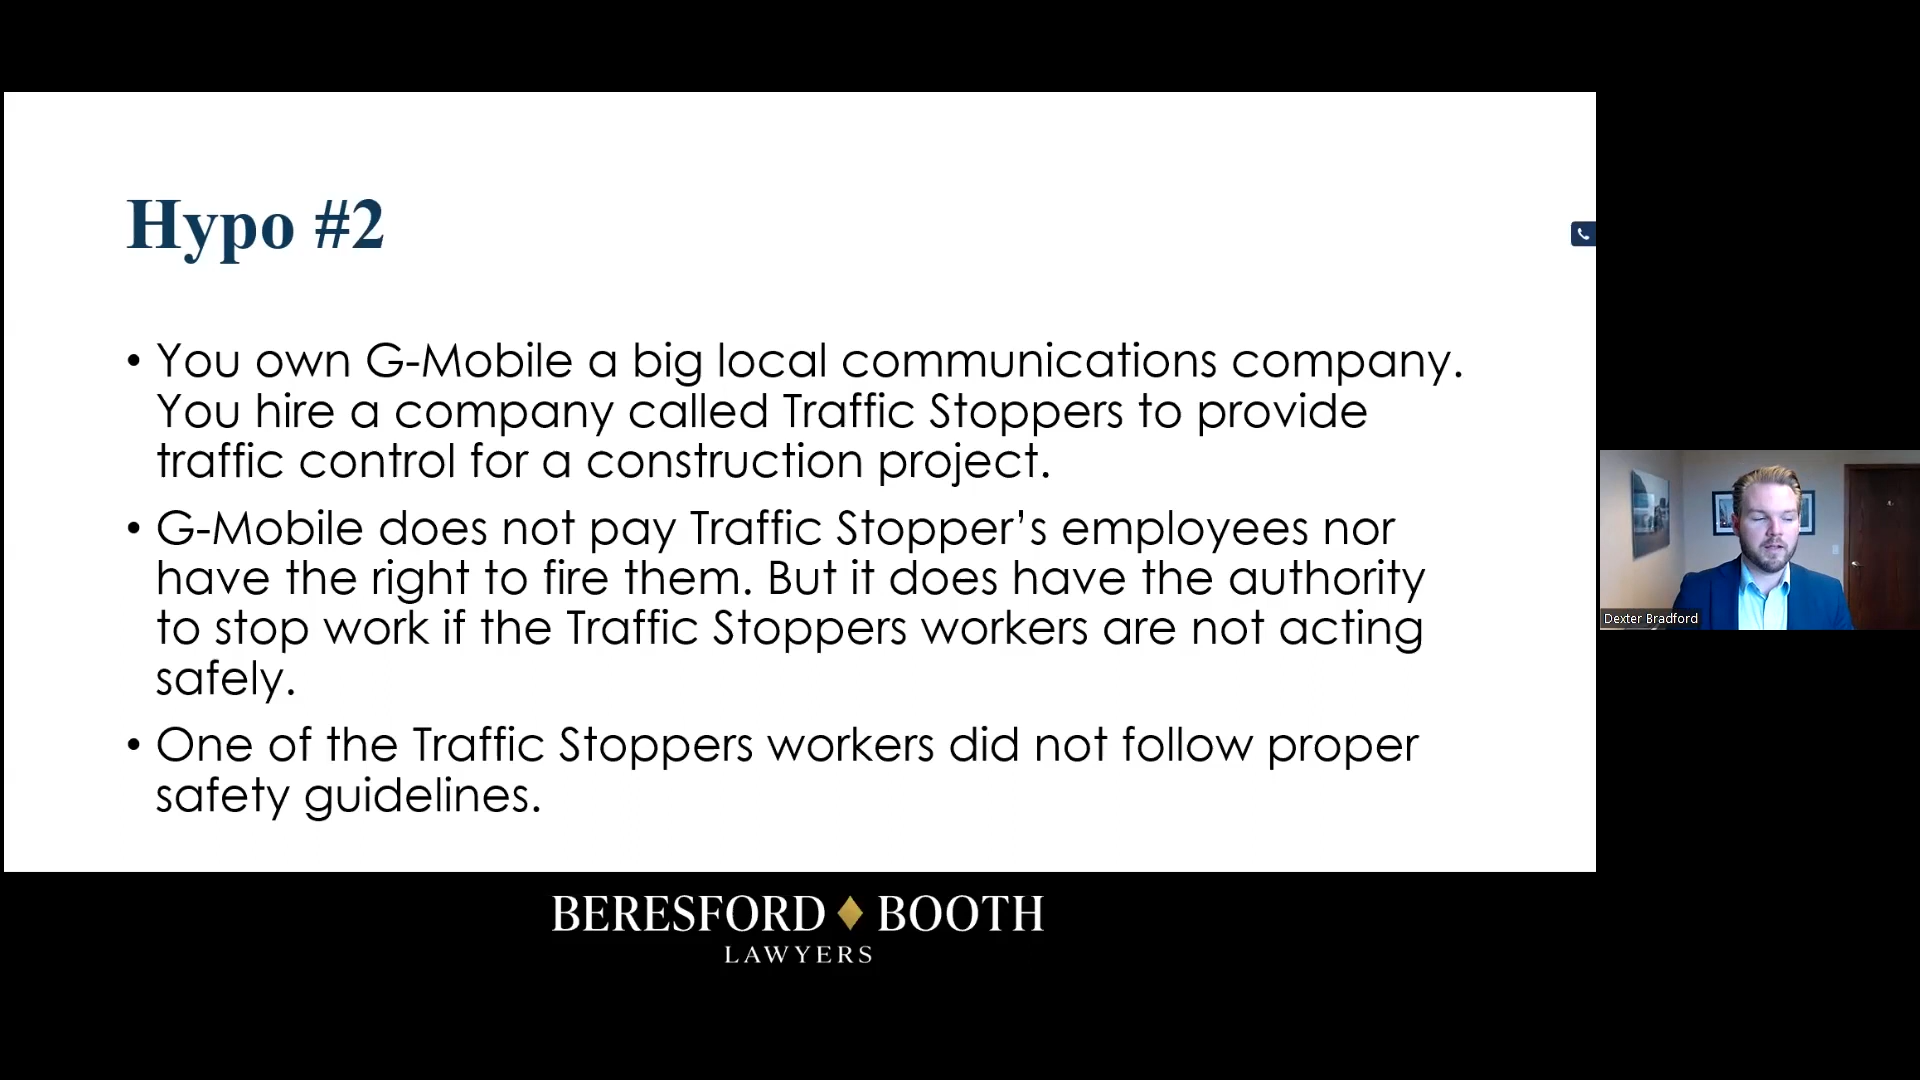 Hypo #2
• You own G-Mobile a big local communications company.
You hire a company called Traffic Stoppers to provide
traffic control for a construction project.
• G-Mobile does not pay Traffic Stopper’s employees nor
have the right to fire them. But it does have the authority
to stop work if the Traffic Stoppers workers are not acting
safely.
• One of the Traffic Stoppers workers did not follow proper
safety guidelines.
Dexter Bradford
BERESFORD BOOTH
LAWYERS